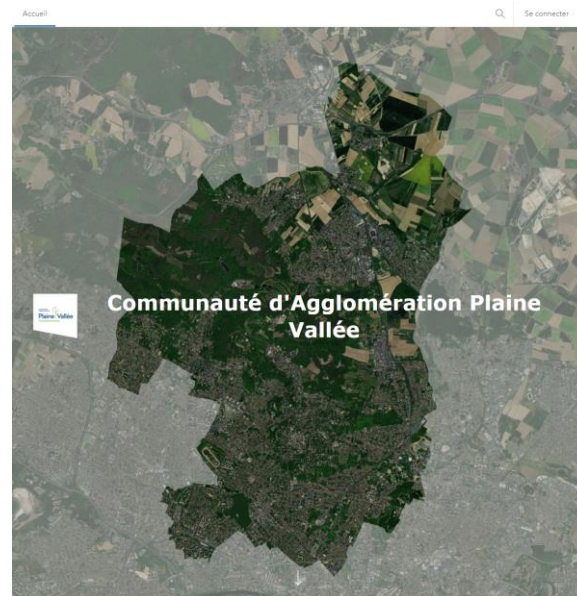 Accueil
Se connecter
Communauté d'Agglomération Plaine
Vallée
Plaine Vallée